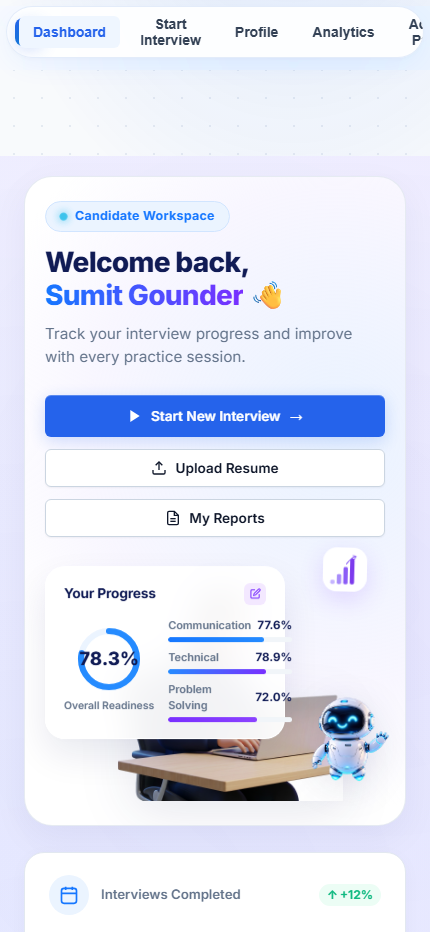 Dashboard
Start
Interview
Profile
Analytics
Candidate Workspace
Welcome back,
Sumit Gounder 👋
Track your interview progress and improve
with every practice session.
Start New Interview →
Upload Resume
My Reports
Your Progress
Communication 77.6%
78.3%
Technical 78.9%
Overall Readiness
Problem
Solving 72.0%
Interviews Completed
↑ +12%